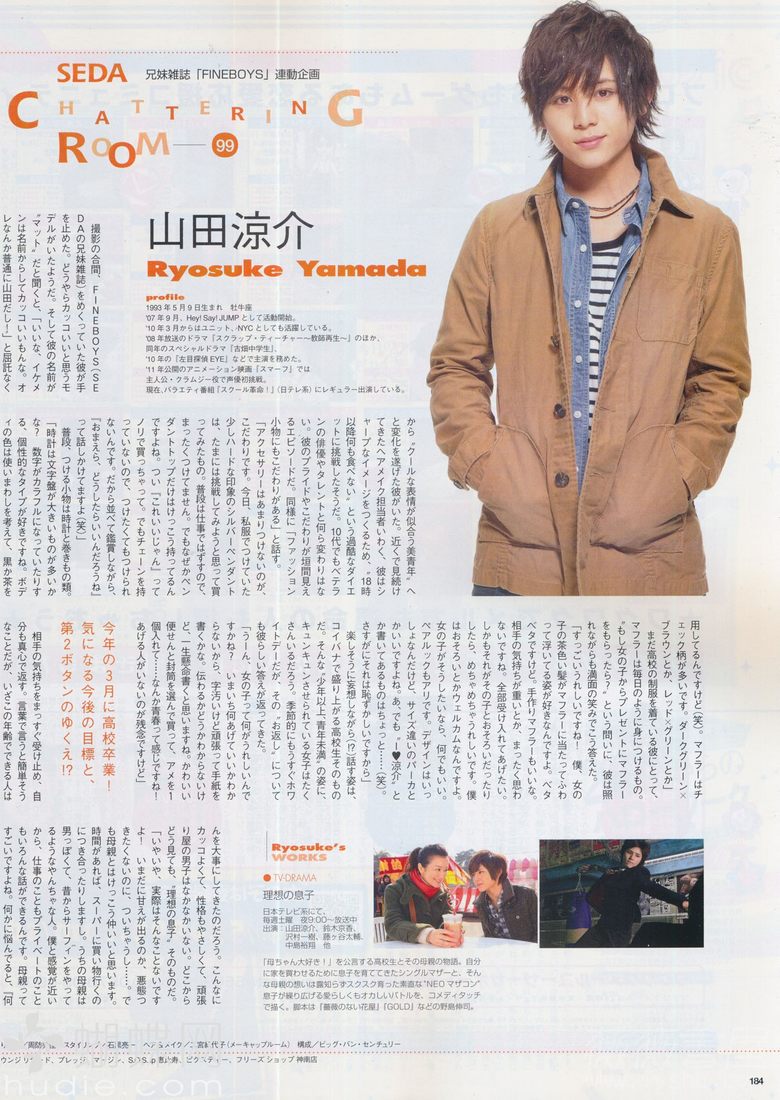 SEDA 兄妹雑誌「FINEBOYS」連動企画
CHATTERING
ROOM—99
山田涼介
Ryosuke Yamada
profile
1993年5月9日生まれ 牡牛座
'07年9月、Hey! Say! JUMPとして活動開始。
'10年3月からはユニット、NYCとしても活躍している。
'08年放送のドラマ『スクラップ・ティーチャー〜教師再生〜』のほか、
同年のスペシャルドラマ『古畑中学生』、
'10年の『左目探偵EYE』などで主演を務めた。
'11年公開のアニメーション映画『スマーフ』では
主人公・クラムジー役で声優初挑戦。
現在、バラエティ番組『スクール革命!』(日テレ系)にレギュラー出演している。
撮影の合間、FINEBOYS(SE
DAの兄妹雑誌)をめくっていた彼が手
を止めた。どうやらカッコいいと思うモ
デルがいたようだ。そして彼の名前が
“マット”だと聞くと、「いいな、イケメ
ンは名前からしてカッコいいもんな。オ
レなんか普通に山田だし!」と屈託なく
から“クールな表情が似合う美青年”へ
と変化を遂げた彼がいた。近くで見続け
てきたヘアメイク担当者いわく、彼はシ
ャープなイメージをつくるため、“18時
以降何も食べない”という過酷なダイエ
ットに挑戦したそうだ。10代でもベテラ
ンの俳優やタレントと何ら変わりはな
い。彼のプライドやこだわりが垣間見え
るエピソードだ。同様に「ファッション
小物にもこだわりがある」と話す。
「アクセサリーはあまりつけないのが、
こだわりです。今日、私服でつけていた
少しハードな印象のシルバーペンダント
は、たまには挑戦してみようと思って買
ってみたもの。普段は仕事ではずすので、
まったくつけてません。でもなぜかペン
ダントトップだけはけっこう持ってるん
ですよね。つい『これいいじゃん』って
ノリで買っちゃって。でもチェーンを持
っていないので、つけたくてもつけられ
ないんです。だから並べて鑑賞しながら、
『おまえら、どうしたらいいんだろうね』
って話しかけてますよ(笑)」
普段、つける小物は時計と巻きもの類。
「時計は文字盤が大きいものが多いか
な?数字がカラフルになっていたりす
る、個性的なタイプが好きですね。ボデ
ィの色は使いまわしを考えて、黒か茶を
用してるんですけど(笑)。マフラーはチ
ェック柄が多いです。ダークグリーン×
ブラウンとか、レッド×グリーンとか」
まだ高校の制服を着ている彼にとって、
マフラーは毎日のように身につけるもの。
“もし女の子からプレゼントにマフラー
をもらったら?”という問いに、彼は照
れながらも満面の笑みでこう答えた。
「すっごいうれしいですね!僕、女の
子の茶色い髪がマフラーに当たってふわ
って浮いてる姿が好きなんですよ。ベタ
ベタですけど。手作りマフラーもいいな。
相手の気持ちが重いとか、まったく思わ
ないですね。全部受け入れてあげたい。
しかもそれがその子とおそろいだったり
したら、めちゃめちゃうれしいです。僕
はおそろいとかウェルカムなんですよ。
女の子がそうしたいなら、何でもいい。
ペアルックもアリです。デザインはいっ
しょなんだけど、サイズ違いのパーカと
かいいですよね。あ、でも“I♥涼介”と
か書いてあるものはちょっと……(笑)。
さすがにそれは恥ずかしいですから」
楽しそうに妄想しながら(!?)話す姿は、
コイバナで盛り上がる高校生そのもの
だ。そんな“少年以上、青年未満”の姿に、
キュンキュンさせられている女子はたく
さんいるだろう。季節的にもうすぐホワ
イトデーだが、その“お返し”について
も彼らしい答えが返ってきた。
「うーん、女の子って何がうれしいんで
すかね?いまいち何あげていいかわか
らないから、字汚いけど頑張って手紙を
書くかな。伝わるかどうかわからないけ
ど、一生懸命書くと思いますね。かわいい
便せんと封筒を選んで買って、アメを1
個入れて……なんか青春って感じですね!
あげる人がいないのが残念ですけど」
今年の3月に高校卒業!
気になる今後の目標と、
第2ボタンのゆくえ!?
相手の気持ちをまっすぐ受け止め、自
分も真心で返す。言葉で言うと簡単そう
なことだが、いざこの年齢でできる人は
Ryosuke's
WORKS
● TV-DRAMA
理想の息子
日本テレビ系にて、
毎週土曜 夜9:00〜放送中
出演:山田涼介、鈴木京香、
沢村一樹、藤ヶ谷太輔、
中島裕翔 他
「母ちゃん大好き!」を公言する高校生とその母親の物語。自分
に家を買わせるために息子を育ててきたシングルマザーと、そん
な母親の想いは露知らずスクスク育った素直な“NEOマザコン”
息子が繰り広げる愛らしくもオカしいバトルを、コメディタッチ
で描く。脚本は『薔薇のない花屋』『GOLD』などの野島伸司。
んを大事にしてきたのだろう。こんなに
カッコよくて、性格もやさしくて、頑張
り屋の男子はなかなかいない。どこから
どう見ても、“理想の息子”そのものだ。
「いやいや、実際はそんなことないです
よ!いまだに甘えが出るのか、悪態つ
きたくないのに、ついちゃうし……。で
も母親とはけっこう仲いいと思います。
時間があれば、スーパーに買い物行くの
につき合ったりしますし。うちの母親は
男っぽくて、昔からサーフィンをやって
るようなやんちゃな人。僕と感覚が近い
から、仕事のこともプライベートのこと
もいろんな話ができるんです。母親って
すごいですよね。何かに悩んでると、『何
構成/ビッグ・バン・センチュリー
フリーズ ショップ 神南店
hudie.com
184